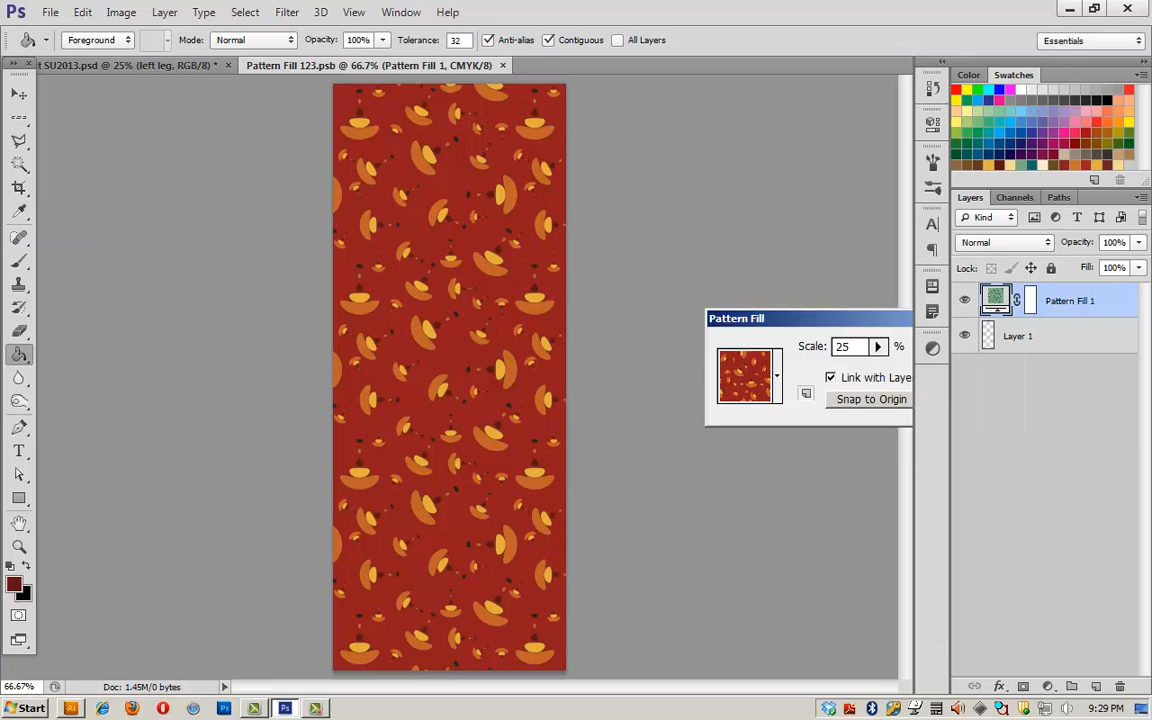 Ps File Edit Image Layer Type Select Filter 3D View Window Help
Foreground Mode: Normal Opacity: 100% Tolerance: 32 Anti-alias Contiguous All Layers Essentials
t SU2013.psd @ 25% (left leg, RGB/8) * × Pattern Fill 123.psb @ 66.7% (Pattern Fill 1, CMYK/8) ×
Color Swatches
Layers Channels Paths
Kind
Normal Opacity: 100%
Lock: Fill: 100%
Pattern Fill 1
Layer 1
Pattern Fill
Scale: 25 %
Link with Laye
Snap to Origin
66.67% Doc: 1.45M/0 bytes
fx
Start Ai Ps Ps 9:29 PM